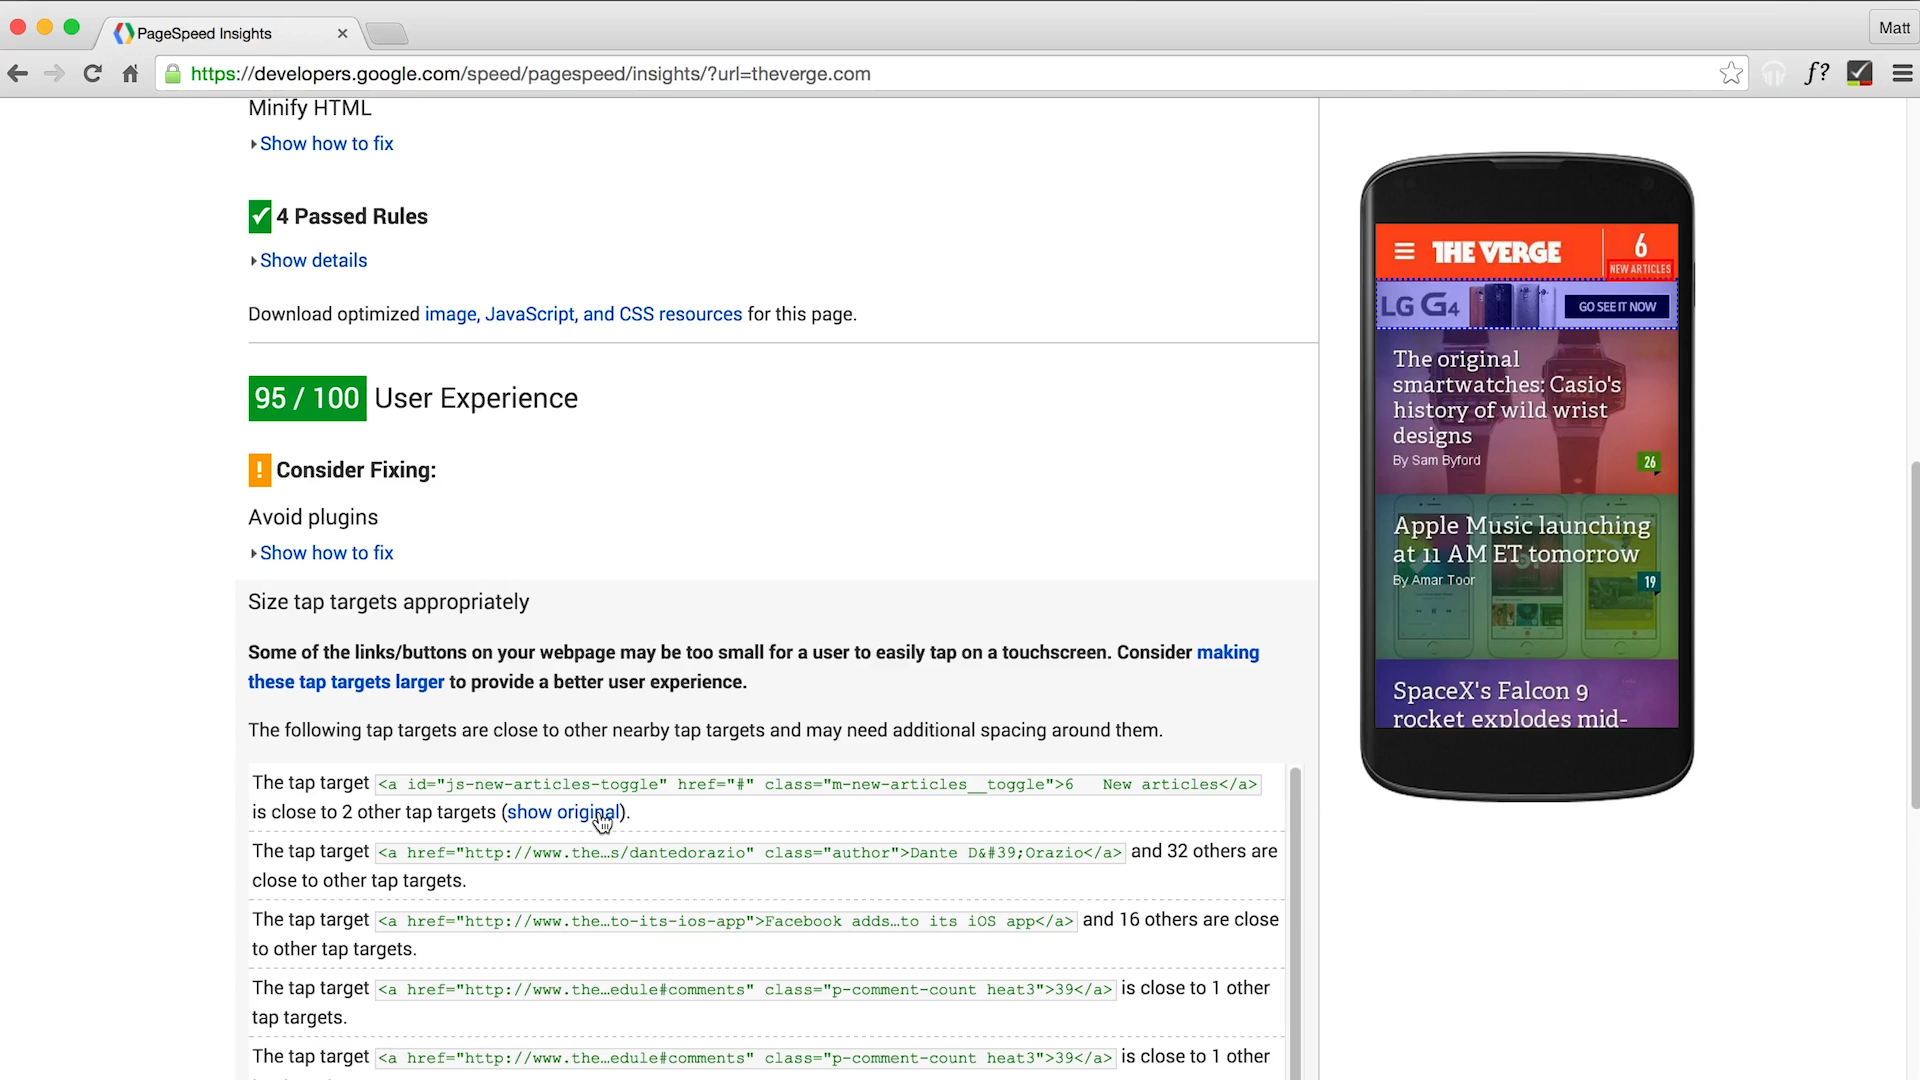 PageSpeed Insights
Matt
https://developers.google.com/speed/pagespeed/insights/?url=theverge.com
f?
Minify HTML
Show how to fix
4 Passed Rules
Show details
Download optimized image, JavaScript, and CSS resources for this page.
95 / 100 User Experience
! Consider Fixing:
Avoid plugins
Show how to fix
Size tap targets appropriately
Some of the links/buttons on your webpage may be too small for a user to easily tap on a touchscreen. Consider making
these tap targets larger to provide a better user experience.
The following tap targets are close to other nearby tap targets and may need additional spacing around them.
The tap target <a id="js-new-articles-toggle" href="#" class="m-new-articles__toggle">6 New articles</a>
is close to 2 other tap targets (show original).
The tap target <a href="http://www.the…s/dantedorazio" class="author">Dante D&#39;Orazio</a> and 32 others are
close to other tap targets.
The tap target <a href="http://www.the…to-its-ios-app">Facebook adds…to its iOS app</a> and 16 others are close
to other tap targets.
The tap target <a href="http://www.the…edule#comments" class="p-comment-count heat3">39</a> is close to 1 other
tap targets.
The tap target <a href="http://www.the…edule#comments" class="p-comment-count heat3">39</a> is close to 1 other
THE VERGE
6
NEW ARTICLES
LG G4
GO SEE IT NOW
The original
smartwatches: Casio's
history of wild wrist
designs
By Sam Byford
26
Apple Music launching
at 11 AM ET tomorrow
By Amar Toor
19
SpaceX's Falcon 9
rocket explodes mid-